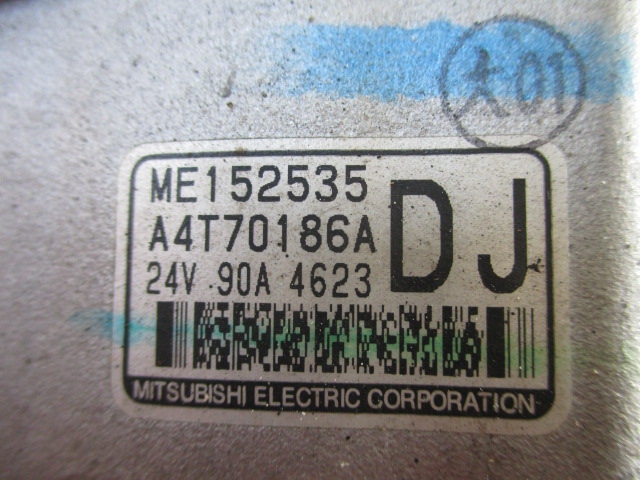 大01
ME152535
A4T70186A
DJ
24V 90A 4623
MITSUBISHI ELECTRIC CORPORATION